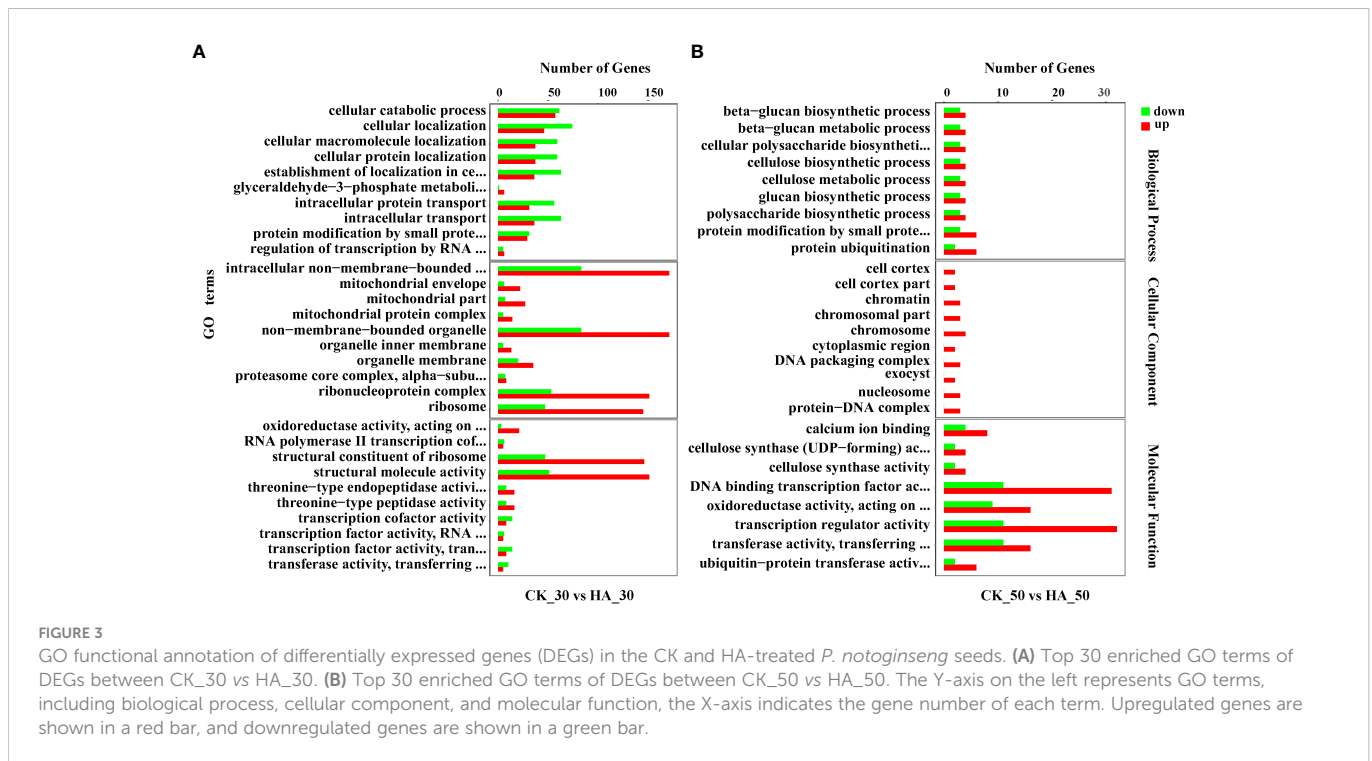 A
Number of Genes
0 50 100 150
GO terms
cellular catabolic process
cellular localization
cellular macromolecule localization
cellular protein localization
establishment of localization in ce...
glyceraldehyde−3−phosphate metaboli...
intracellular protein transport
intracellular transport
protein modification by small prote...
regulation of transcription by RNA ...
intracellular non−membrane−bounded ...
mitochondrial envelope
mitochondrial part
mitochondrial protein complex
non−membrane−bounded organelle
organelle inner membrane
organelle membrane
proteasome core complex, alpha−subu...
ribonucleoprotein complex
ribosome
oxidoreductase activity, acting on ...
RNA polymerase II transcription cof...
structural constituent of ribosome
structural molecule activity
threonine−type endopeptidase activi...
threonine−type peptidase activity
transcription cofactor activity
transcription factor activity, RNA ...
transcription factor activity, tran...
transferase activity, transferring ...
CK_30 vs HA_30
B
Number of Genes
0 10 20 30
down
up
beta−glucan biosynthetic process
beta−glucan metabolic process
cellular polysaccharide biosyntheti...
cellulose biosynthetic process
cellulose metabolic process
glucan biosynthetic process
polysaccharide biosynthetic process
protein modification by small prote...
protein ubiquitination
Biological Process
cell cortex
cell cortex part
chromatin
chromosomal part
chromosome
cytoplasmic region
DNA packaging complex
exocyst
nucleosome
protein−DNA complex
Cellular Component
calcium ion binding
cellulose synthase (UDP−forming) ac...
cellulose synthase activity
DNA binding transcription factor ac...
oxidoreductase activity, acting on ...
transcription regulator activity
transferase activity, transferring ...
ubiquitin−protein transferase activ...
Molecular Function
CK_50 vs HA_50
FIGURE 3
GO functional annotation of differentially expressed genes (DEGs) in the CK and HA-treated P. notoginseng seeds. (A) Top 30 enriched GO terms of
DEGs between CK_30 vs HA_30. (B) Top 30 enriched GO terms of DEGs between CK_50 vs HA_50. The Y-axis on the left represents GO terms,
including biological process, cellular component, and molecular function, the X-axis indicates the gene number of each term. Upregulated genes are
shown in a red bar, and downregulated genes are shown in a green bar.